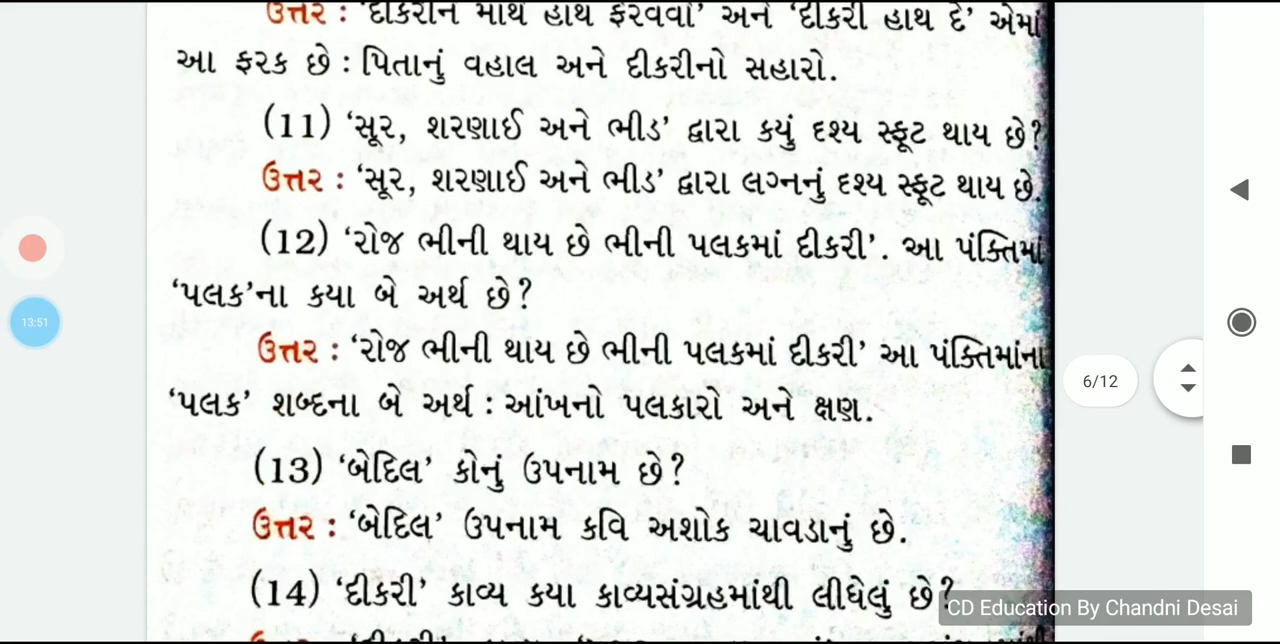 ઉત્તર : ‘દીકરીને માથે હાથ ફેરવવો’ અને ‘દીકરી હાથ દે’ એમાં
આ ફરક છે : પિતાનું વહાલ અને દીકરીનો સહારો.
(11) ‘સૂર, શરણાઈ અને ભીડ’ દ્વારા કયું દૃશ્ય સ્ફૂટ થાય છે?
ઉત્તર : ‘સૂર, શરણાઈ અને ભીડ’ દ્વારા લગ્નનું દૃશ્ય સ્ફૂટ થાય છે.
(12) ‘રોજ ભીની થાય છે ભીની પલકમાં દીકરી’. આ પંક્તિમાં
‘પલક’ના કયા બે અર્થ છે?
ઉત્તર : ‘રોજ ભીની થાય છે ભીની પલકમાં દીકરી’ આ પંક્તિમાંના
‘પલક’ શબ્દના બે અર્થ : આંખનો પલકારો અને ક્ષણ.
(13) ‘બેદિલ’ કોનું ઉપનામ છે?
ઉત્તર : ‘બેદિલ’ ઉપનામ કવિ અશોક ચાવડાનું છે.
(14) ‘દીકરી’ કાવ્ય કયા કાવ્યસંગ્રહમાંથી લીધેલું છે?
13:51
6/12
CD Education By Chandni Desai